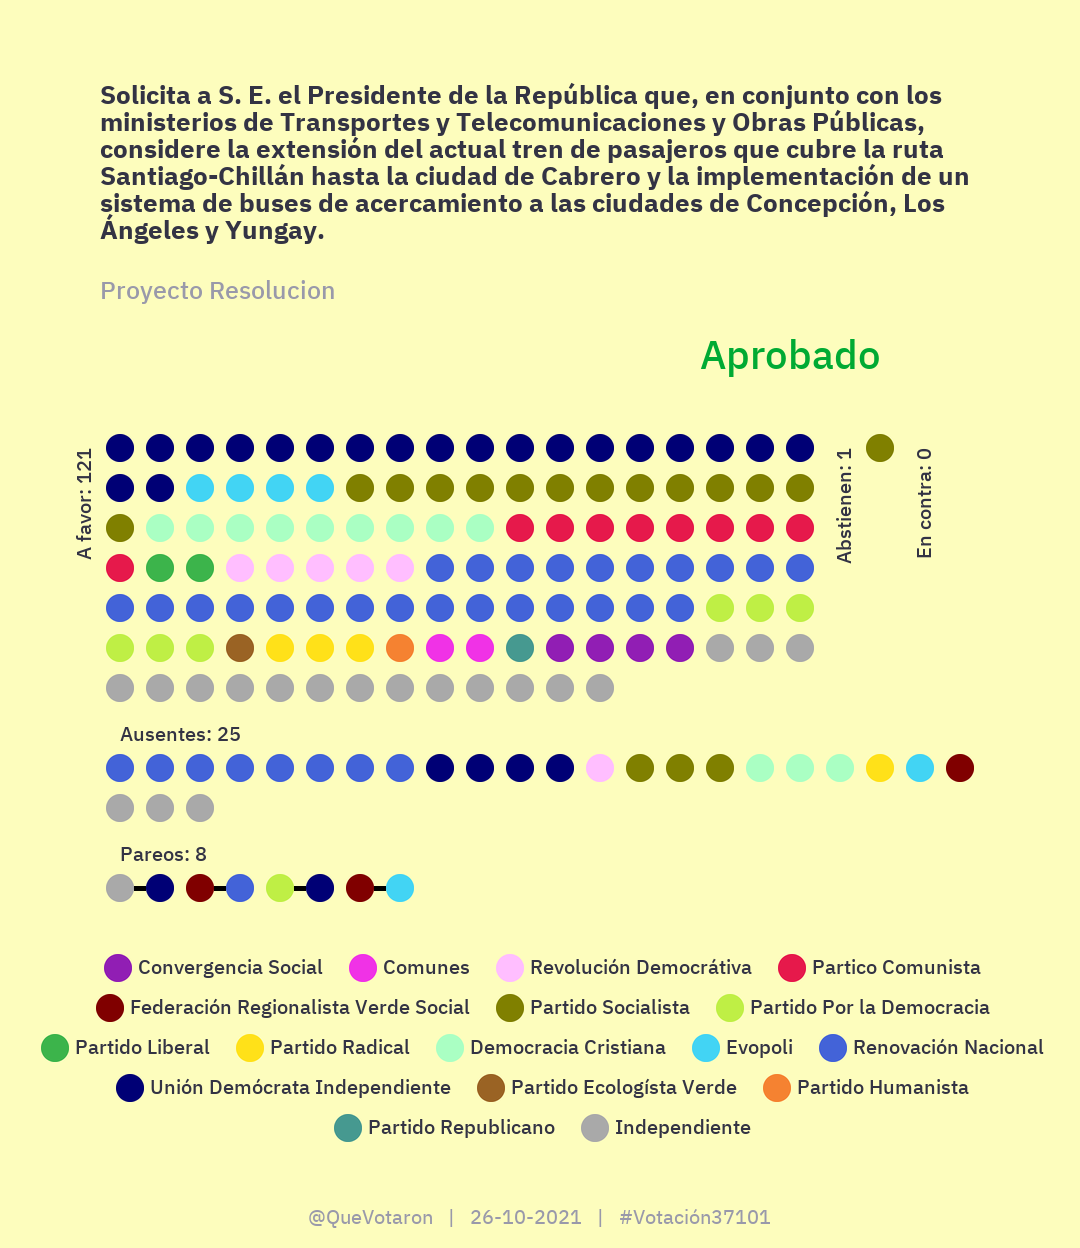 Solicita a S. E. el Presidente de la República que, en conjunto con los
ministerios de Transportes y Telecomunicaciones y Obras Públicas,
considere la extensión del actual tren de pasajeros que cubre la ruta
Santiago-Chillán hasta la ciudad de Cabrero y la implementación de un
sistema de buses de acercamiento a las ciudades de Concepción, Los
Ángeles y Yungay.
Proyecto Resolucion
Aprobado
A favor: 121
Abstienen: 1
En contra: 0
Ausentes: 25
Pareos: 8
Convergencia Social Comunes Revolución Democrátiva Partico Comunista
Federación Regionalista Verde Social Partido Socialista Partido Por la Democracia
Partido Liberal Partido Radical Democracia Cristiana Evopoli Renovación Nacional
Unión Demócrata Independiente Partido Ecologísta Verde Partido Humanista
Partido Republicano Independiente
@QueVotaron | 26-10-2021 | #Votación37101